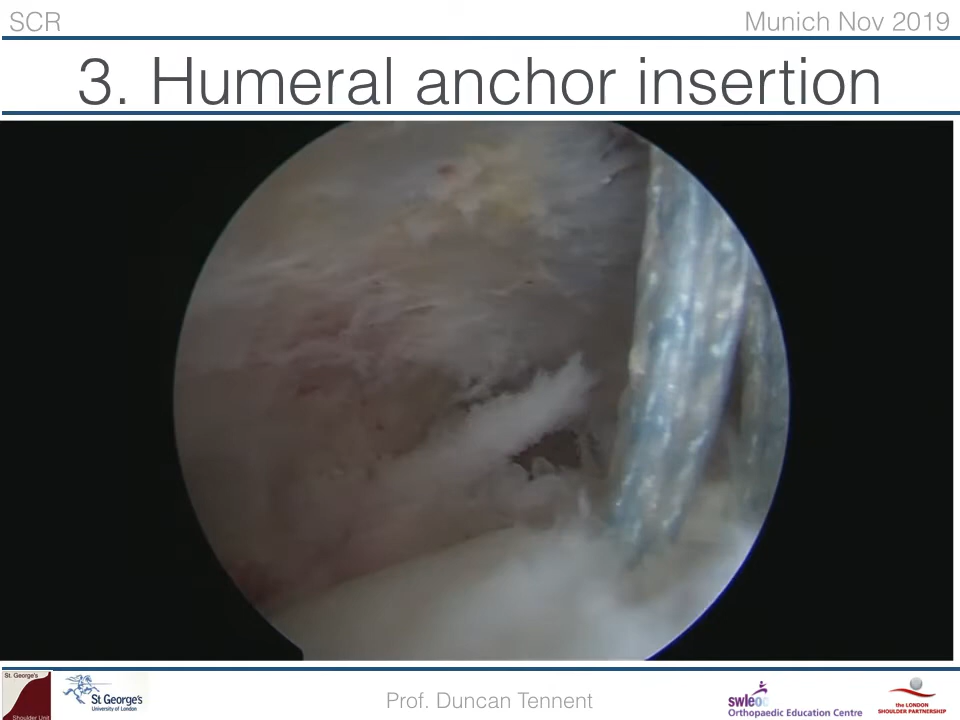 SCR
Munich Nov 2019
3. Humeral anchor insertion
St. George's
Shoulder Unit
St George's
University of London
Prof. Duncan Tennent
swleoc
Orthopaedic Education Centre
the LONDON
SHOULDER PARTNERSHIP